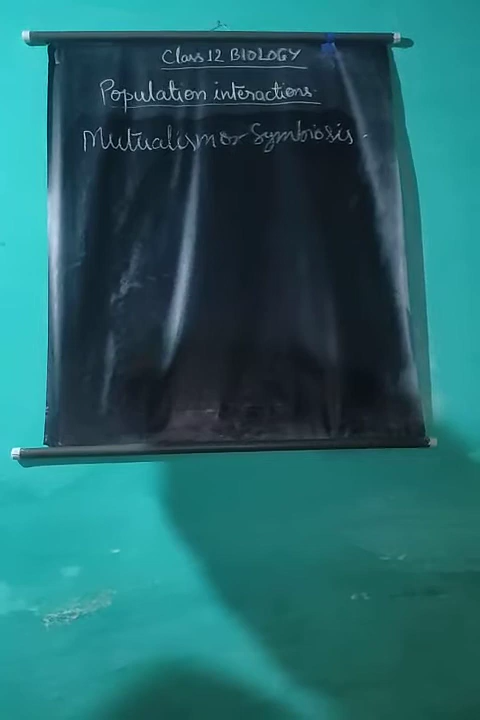 Class 12 BIOLOGY
Population interactions.
Mutualism or Symbiosis.